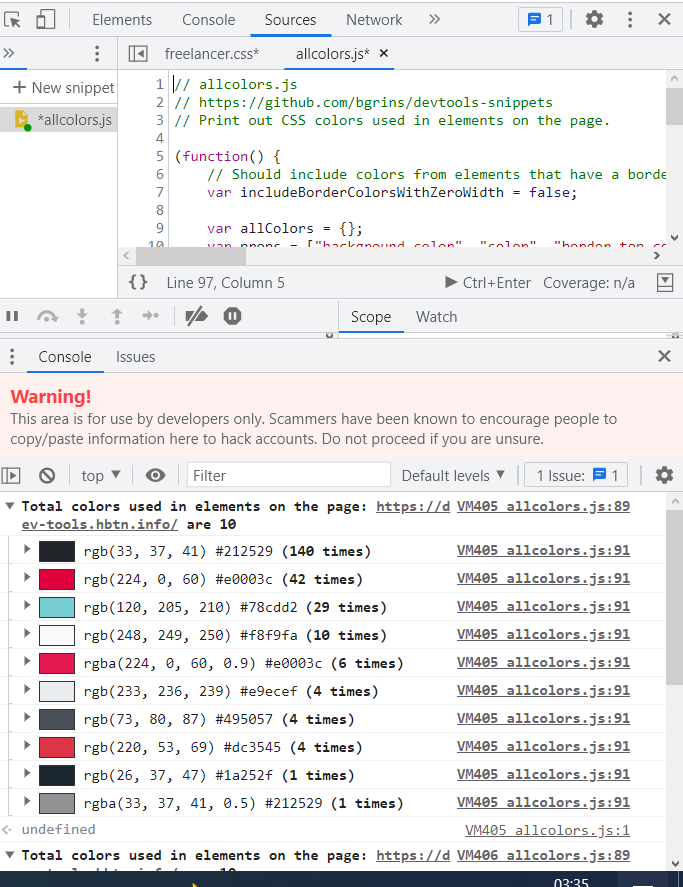 Elements Console Sources Network » 1
» freelancer.css* allcolors.js* ×
+ New snippet
*allcolors.js
1 // allcolors.js
2 // https://github.com/bgrins/devtools-snippets
3 // Print out CSS colors used in elements on the page.
4
5 (function() {
6 // Should include colors from elements that have a borde
7 var includeBorderColorsWithZeroWidth = false;
8
9 var allColors = {};
10 var props = ["background-color", "color", "border-top-co
{} Line 97, Column 5 Ctrl+Enter Coverage: n/a
Scope Watch
Console Issues
Warning!
This area is for use by developers only. Scammers have been known to encourage people to
copy/paste information here to hack accounts. Do not proceed if you are unsure.
top ▼ Filter Default levels ▼ 1 Issue: 1
▼ Total colors used in elements on the page: https://d VM405 allcolors.js:89
ev-tools.hbtn.info/ are 10
rgb(33, 37, 41) #212529 (140 times) VM405 allcolors.js:91
rgb(224, 0, 60) #e0003c (42 times) VM405 allcolors.js:91
rgb(120, 205, 210) #78cdd2 (29 times) VM405 allcolors.js:91
rgb(248, 249, 250) #f8f9fa (10 times) VM405 allcolors.js:91
rgba(224, 0, 60, 0.9) #e0003c (6 times) VM405 allcolors.js:91
rgb(233, 236, 239) #e9ecef (4 times) VM405 allcolors.js:91
rgb(73, 80, 87) #495057 (4 times) VM405 allcolors.js:91
rgb(220, 53, 69) #dc3545 (4 times) VM405 allcolors.js:91
rgb(26, 37, 47) #1a252f (1 times) VM405 allcolors.js:91
rgba(33, 37, 41, 0.5) #212529 (1 times) VM405 allcolors.js:91
undefined VM405 allcolors.js:1
▼ Total colors used in elements on the page: https://d VM406 allcolors.js:89
03:35